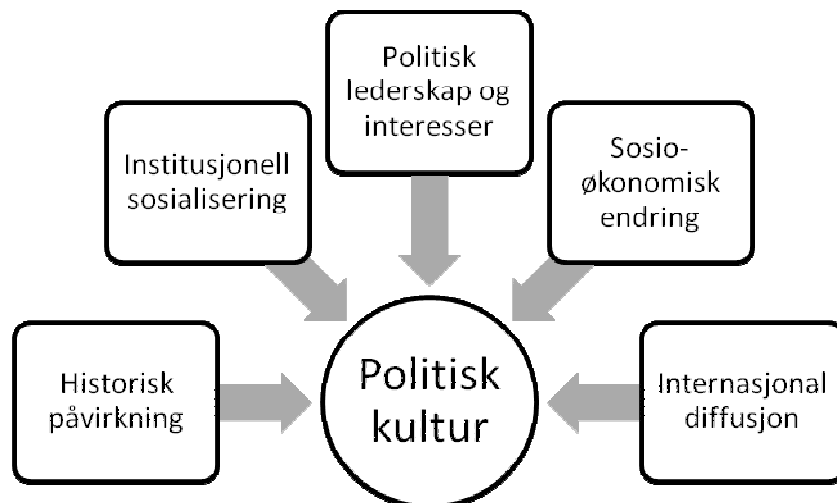 Politisk
lederskap og
interesser
Institusjonell
sosialisering
Sosio-
økonomisk
endring
Historisk
påvirkning
Politisk
kultur
Internasjonal
diffusjon